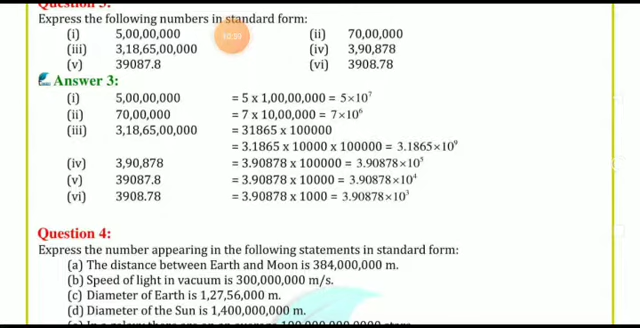 Question 3:
Express the following numbers in standard form:
(i) 5,00,00,000 (ii) 70,00,000
(iii) 3,18,65,00,000 (iv) 3,90,878
(v) 39087.8 (vi) 3908.78
Answer 3:
(i) 5,00,00,000 = 5 x 1,00,00,000 = 5×10⁷
(ii) 70,00,000 = 7 x 10,00,000 = 7×10⁶
(iii) 3,18,65,00,000 = 31865 x 100000
= 3.1865 x 10000 x 100000 = 3.1865×10⁹
(iv) 3,90,878 = 3.90878 x 100000 = 3.90878×10⁵
(v) 39087.8 = 3.90878 x 10000 = 3.90878×10⁴
(vi) 3908.78 = 3.90878 x 1000 = 3.90878×10³
Question 4:
Express the number appearing in the following statements in standard form:
(a) The distance between Earth and Moon is 384,000,000 m.
(b) Speed of light in vacuum is 300,000,000 m/s.
(c) Diameter of Earth is 1,27,56,000 m.
(d) Diameter of the Sun is 1,400,000,000 m.